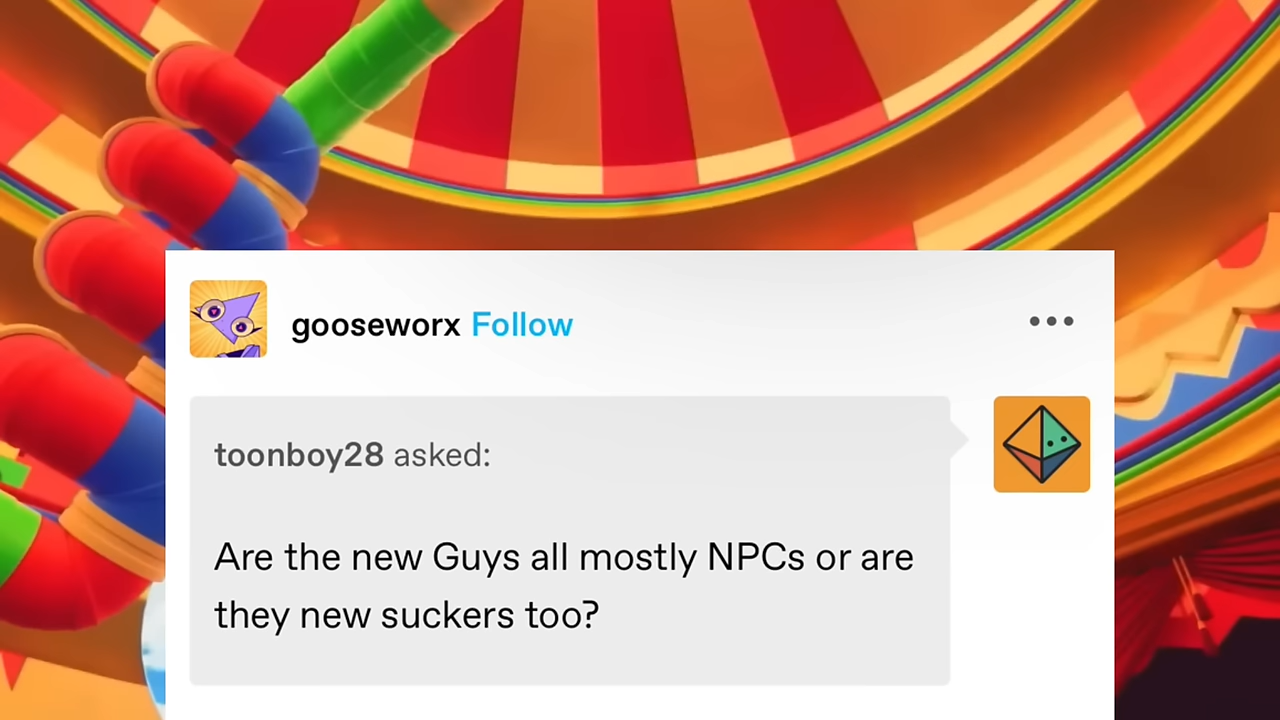 gooseworx Follow
toonboy28 asked:
Are the new Guys all mostly NPCs or are
they new suckers too?